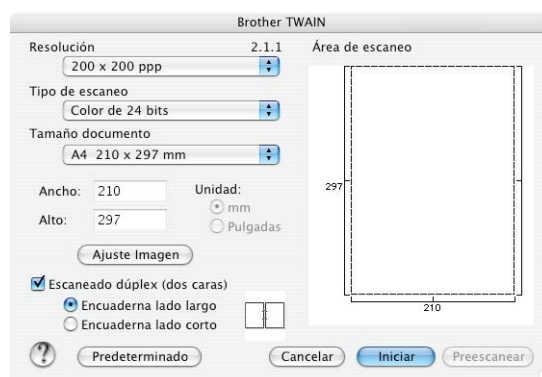 Brother TWAIN
Resolución 2.1.1
200 x 200 ppp
Tipo de escaneo
Color de 24 bits
Tamaño documento
A4 210 x 297 mm
Ancho: 210
Unidad:
mm
Alto: 297
Pulgadas
Ajuste Imagen
Escaneado dúplex (dos caras)
Encuaderna lado largo
Encuaderna lado corto
Área de escaneo
297
210
?
Predeterminado
Cancelar
Iniciar
Preescanear